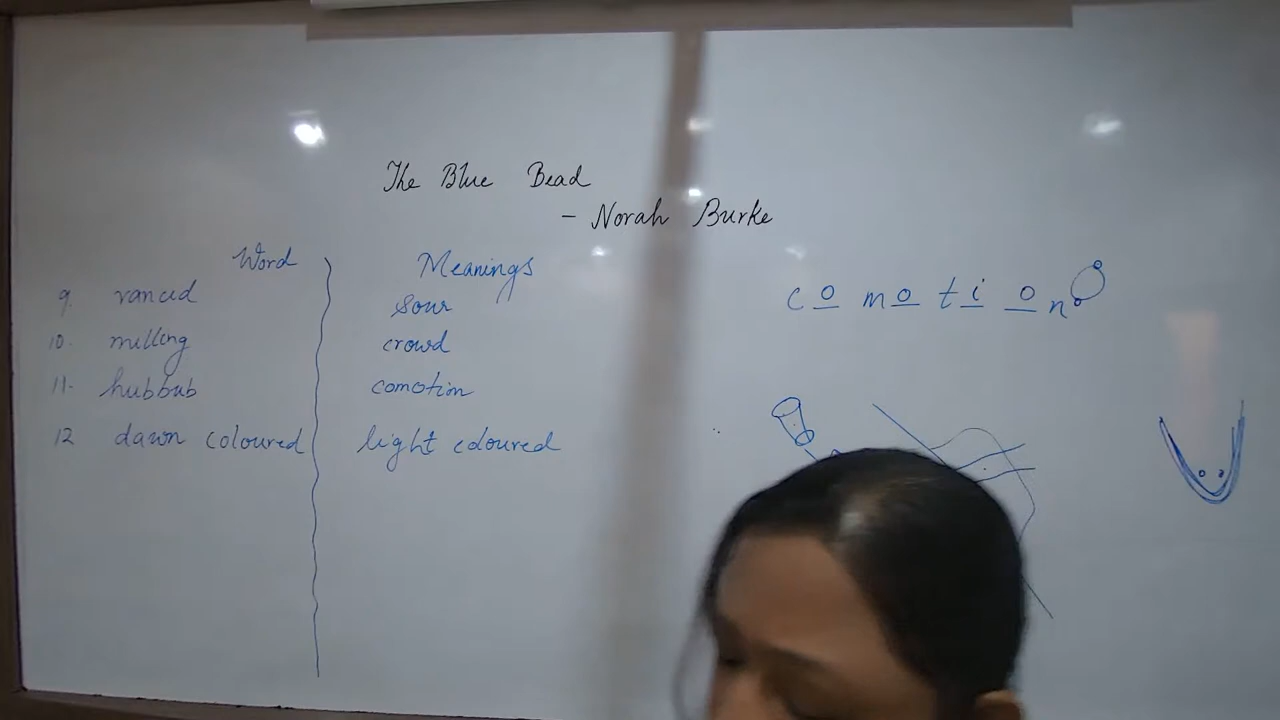 The Blue Bead
- Norah Burke
Word Meanings
9. rancid sour
10. milling crowd
11. hubbub comotion
12 dawn coloured light coloured
c o m o t i o n